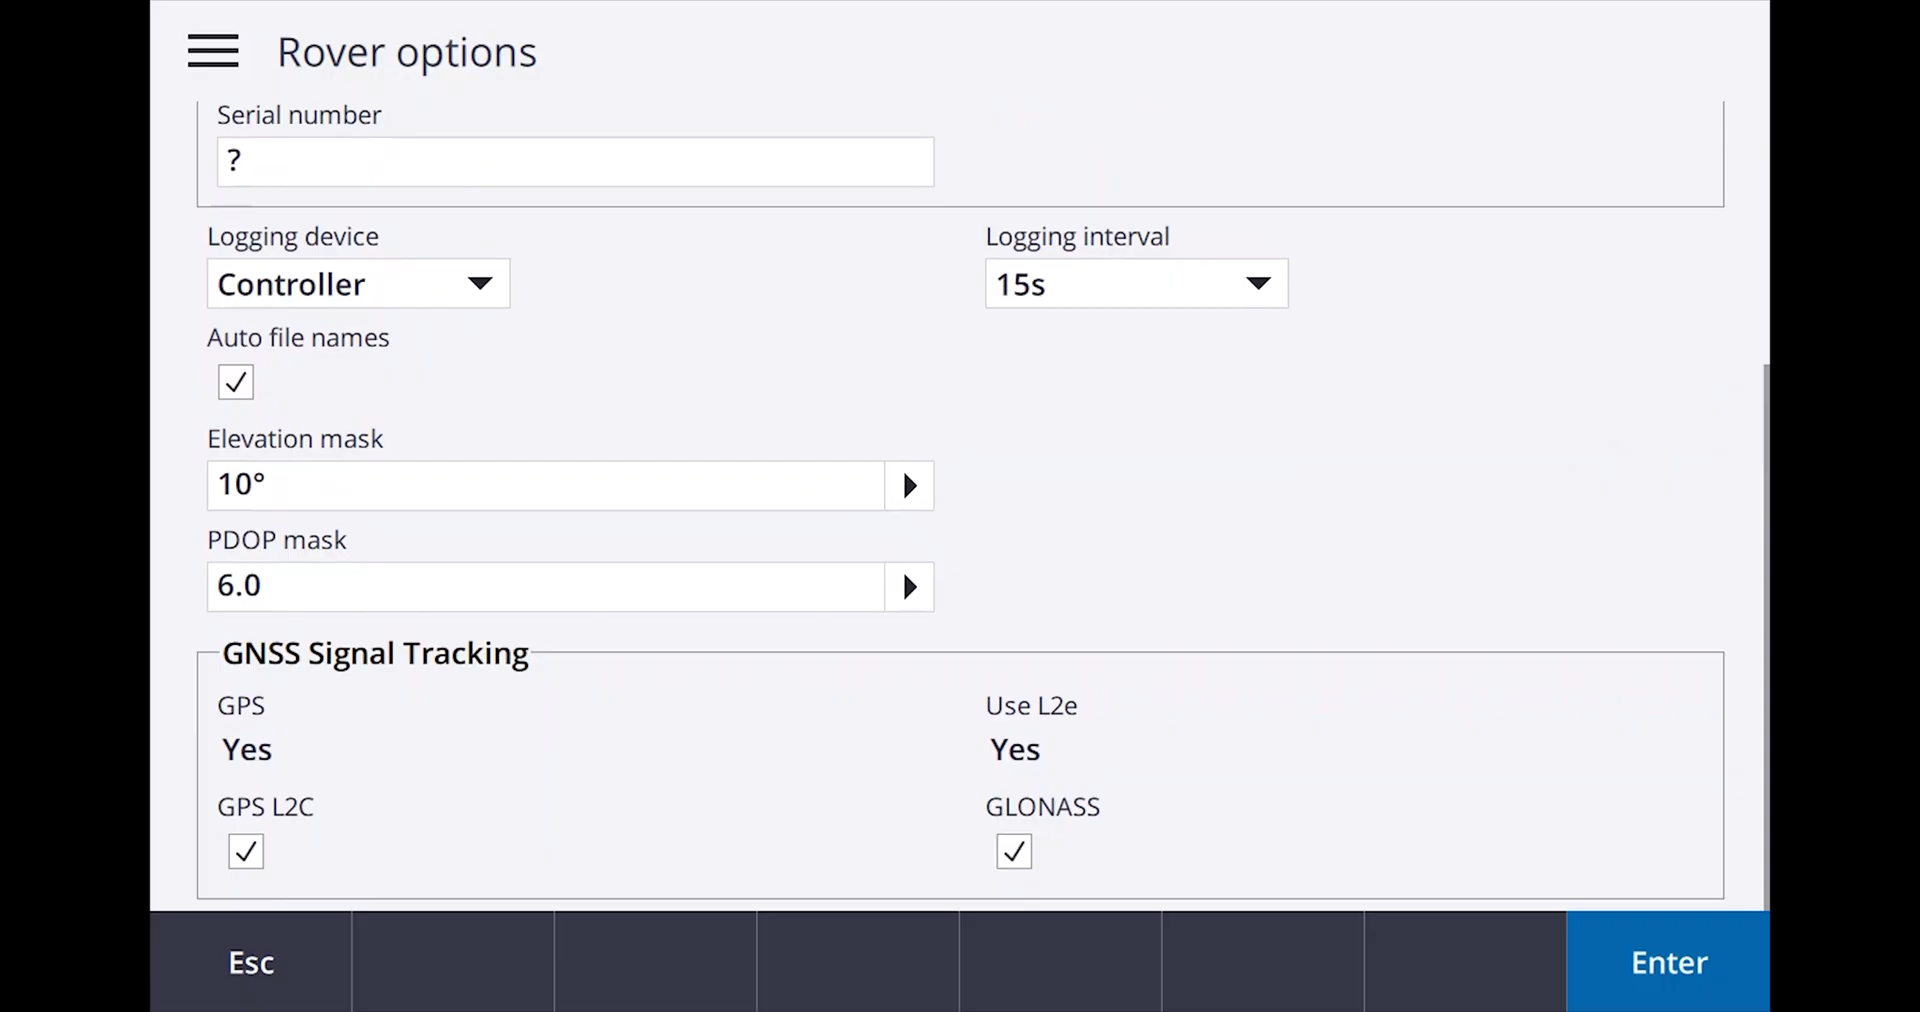 Rover options
Serial number
?
Logging device
Logging interval
Controller
15s
Auto file names
Elevation mask
10°
PDOP mask
6.0
GNSS Signal Tracking
GPS
Use L2e
Yes
Yes
GPS L2C
GLONASS
Esc
Enter